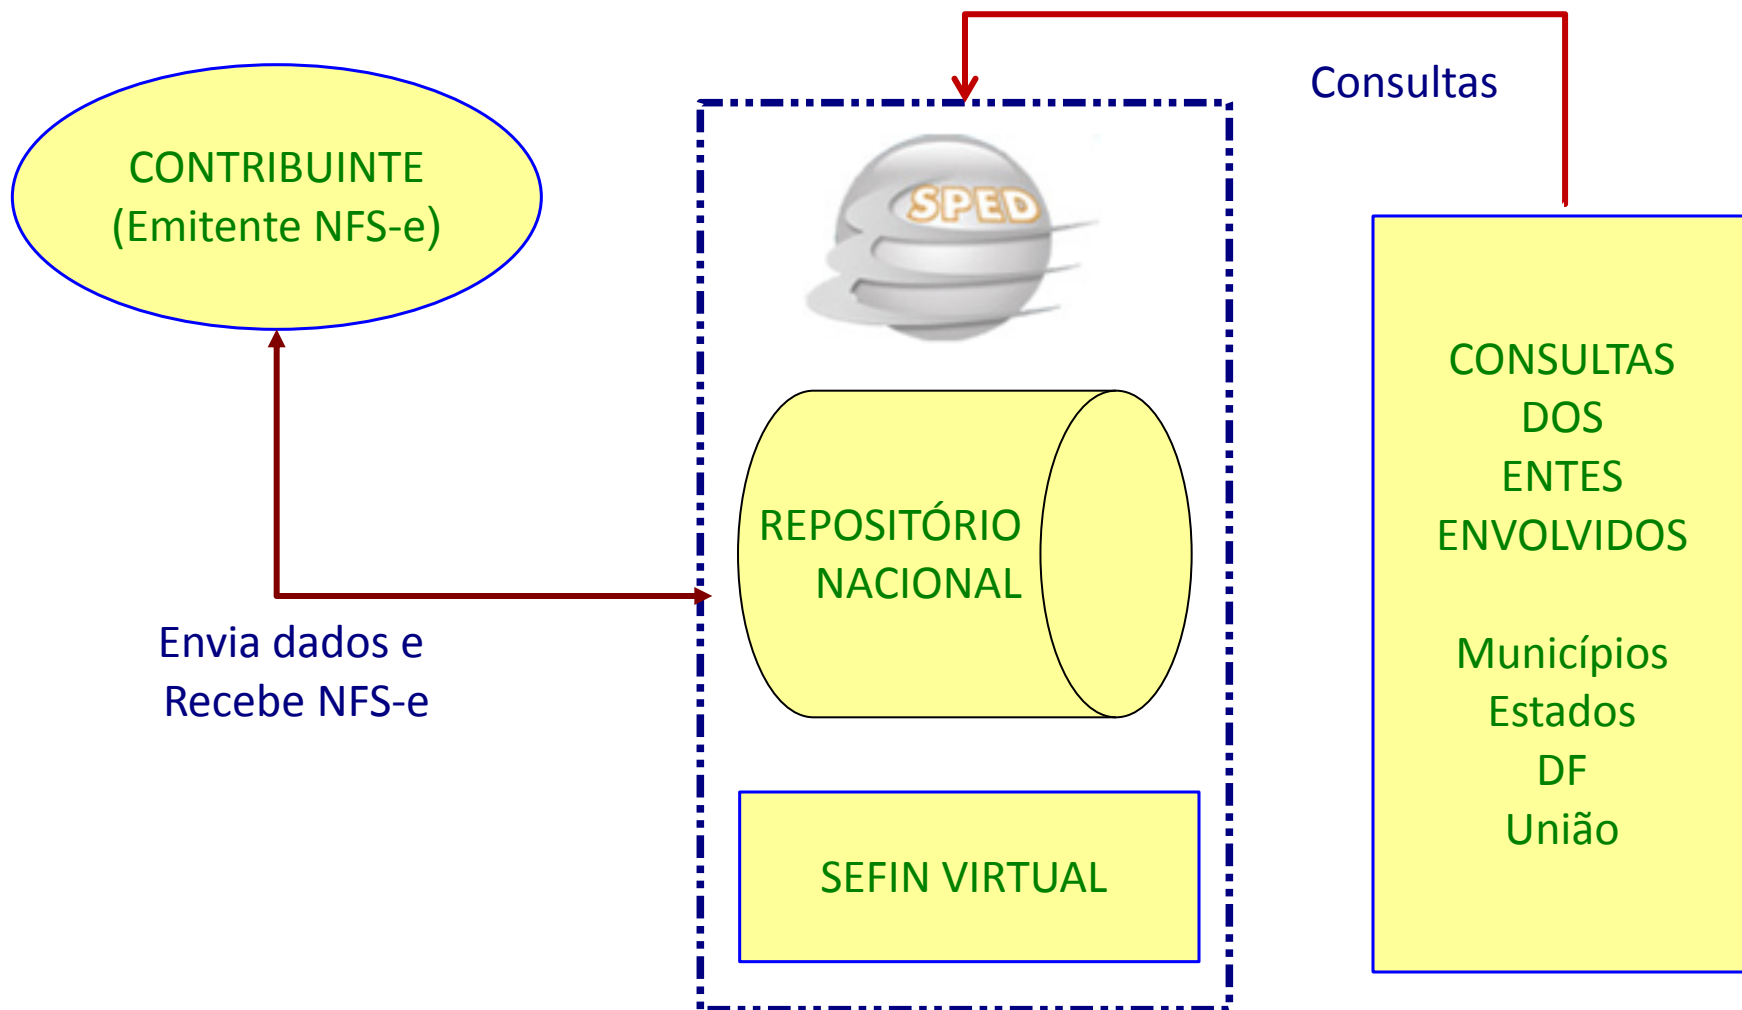 CONTRIBUINTE
(Emitente NFS-e)
Envia dados e
Recebe NFS-e
SPED
REPOSITÓRIO
NACIONAL
SEFIN VIRTUAL
Consultas
CONSULTAS
DOS
ENTES
ENVOLVIDOS
Municípios
Estados
DF
União